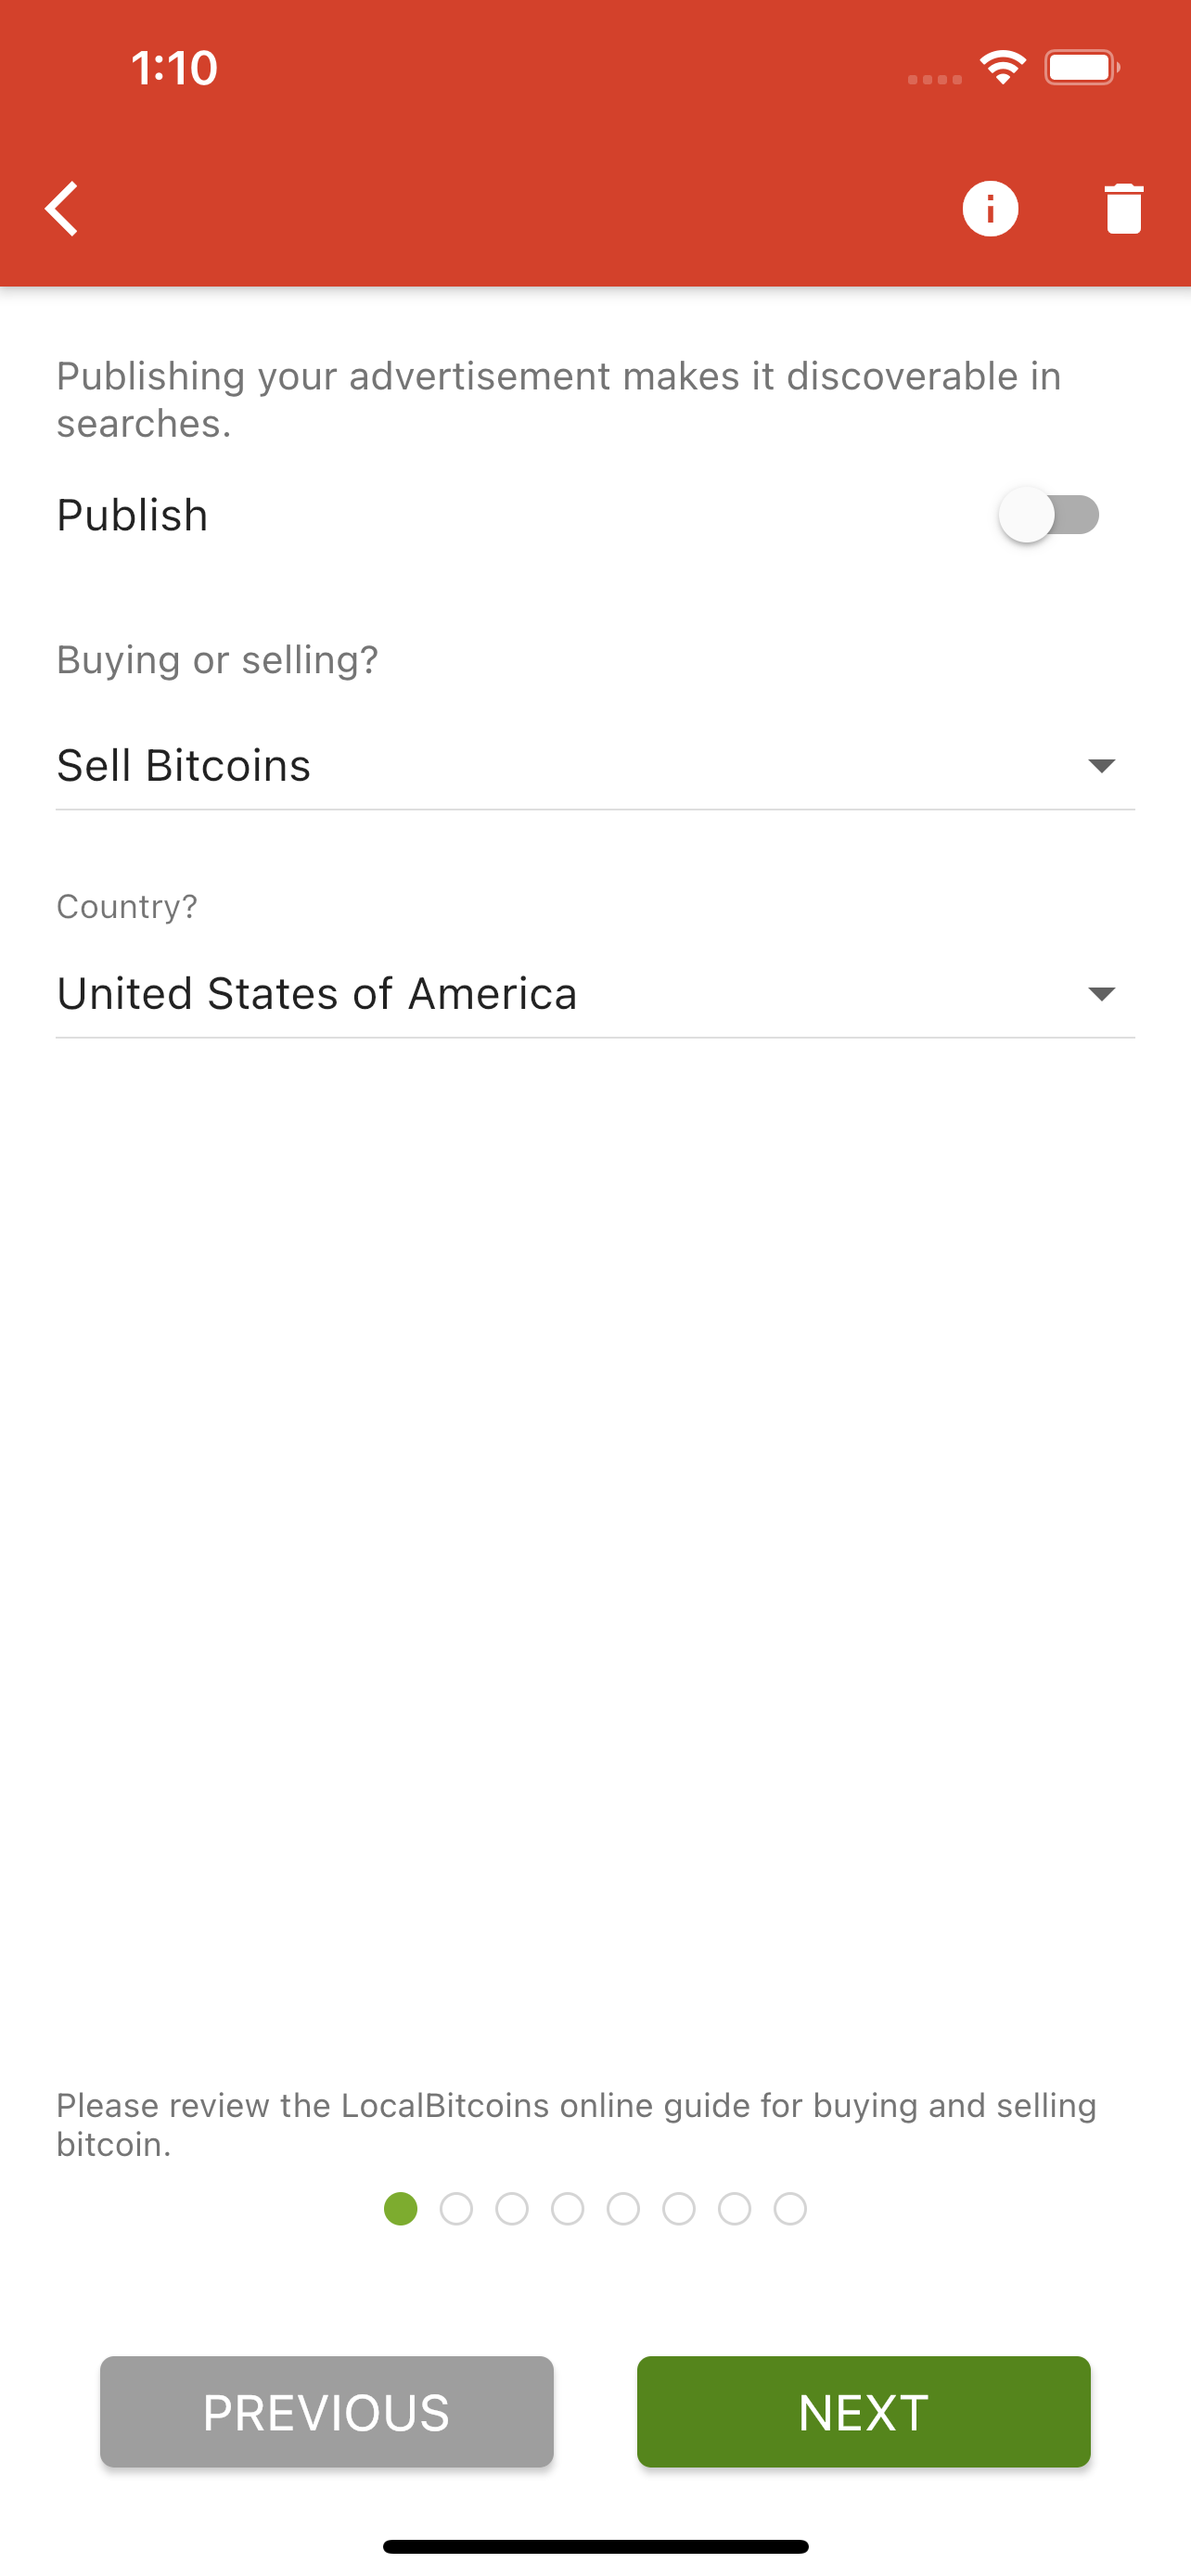 1:10
Publishing your advertisement makes it discoverable in
searches.
Publish
Buying or selling?
Sell Bitcoins
Country?
United States of America
Please review the LocalBitcoins online guide for buying and selling
bitcoin.
PREVIOUS
NEXT